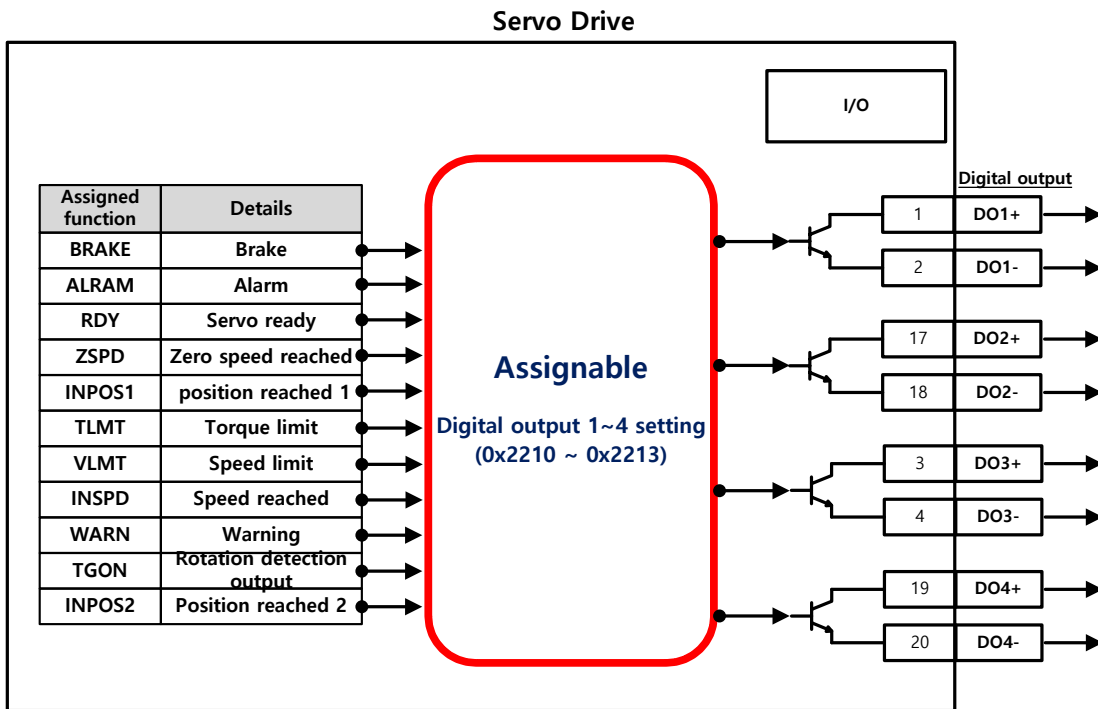 Servo Drive
I/O
Digital output
Assigned
function
Details
BRAKE
Brake
ALRAM
Alarm
RDY
Servo ready
ZSPD
Zero speed reached
INPOS1
position reached 1
TLMT
Torque limit
VLMT
Speed limit
INSPD
Speed reached
WARN
Warning
TGON
Rotation detection
output
INPOS2
Position reached 2
Assignable
Digital output 1~4 setting
(0x2210 ~ 0x2213)
1
DO1+
2
DO1-
17
DO2+
18
DO2-
3
DO3+
4
DO3-
19
DO4+
20
DO4-